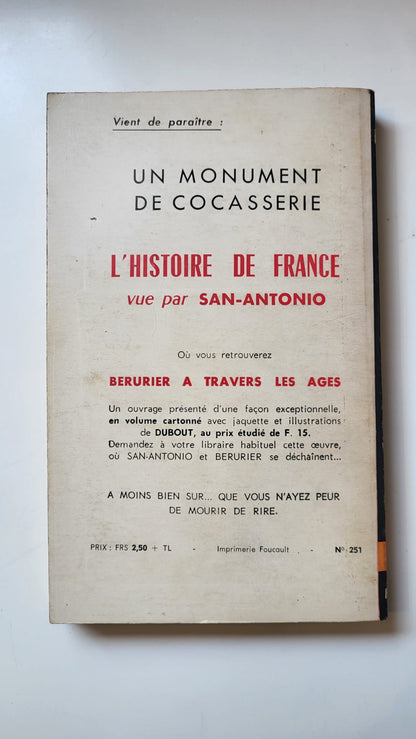 Vient de paraître :
UN MONUMENT
DE COCASSERIE
L'HISTOIRE DE FRANCE
vue par SAN-ANTONIO
Où vous retrouverez
BERURIER A TRAVERS LES AGES
Un ouvrage présenté d'une façon exceptionnelle,
en volume cartonné avec jaquette et illustrations
de DUBOUT, au prix étudié de F. 15.
Demandez à votre libraire habituel cette œuvre,
où SAN-ANTONIO et BERURIER se déchaînent...
A MOINS BIEN SUR... QUE VOUS N'AYEZ PEUR
DE MOURIR DE RIRE.
PRIX : FRS 2,50 + TL - Imprimerie Foucault . - N° 251